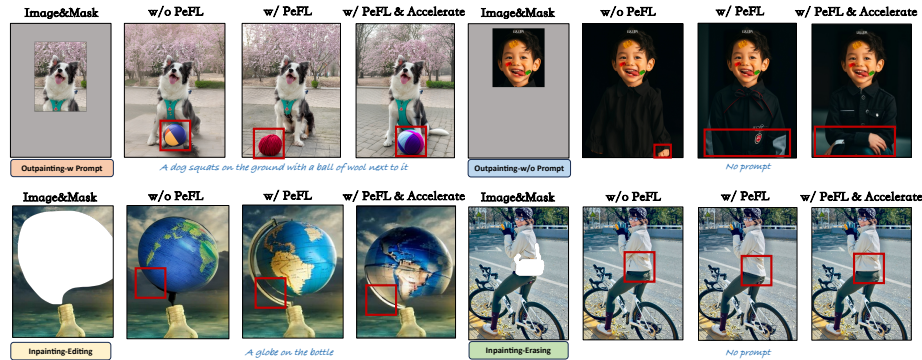 Image&Mask w/o PeFL w/ PeFL w/ PeFL & Accelerate Image&Mask w/o PeFL w/ PeFL w/ PeFL & Accelerate
Outpainting-w Prompt A dog squats on the ground with a ball of wool next to it Outpainting-w/o Prompt No prompt
Image&Mask w/o PeFL w/ PeFL w/ PeFL & Accelerate Image&Mask w/o PeFL w/ PeFL w/ PeFL & Accelerate
Inpainting-Editing A globe on the bottle Inpainting-Erasing No prompt